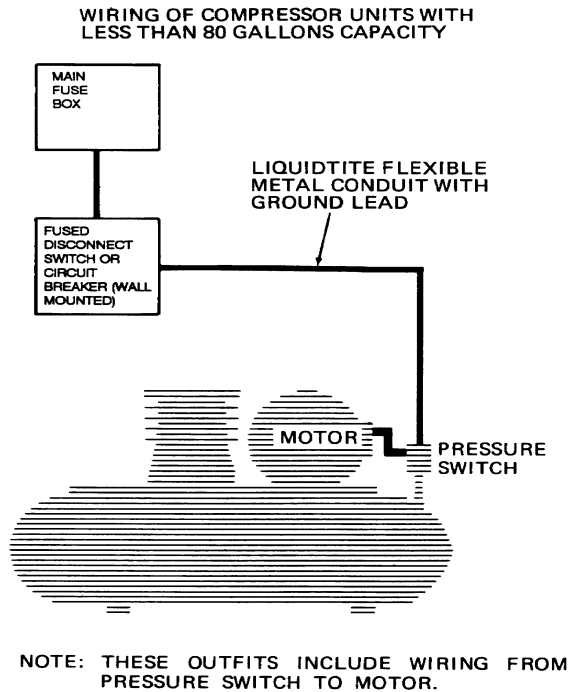 WIRING OF COMPRESSOR UNITS WITH
LESS THAN 80 GALLONS CAPACITY
MAIN
FUSE
BOX
LIQUIDTITE FLEXIBLE
METAL CONDUIT WITH
GROUND LEAD
FUSED
DISCONNECT
SWITCH OR
CIRCUIT
BREAKER (WALL
MOUNTED)
MOTOR
PRESSURE
SWITCH
NOTE: THESE OUTFITS INCLUDE WIRING FROM
PRESSURE SWITCH TO MOTOR.